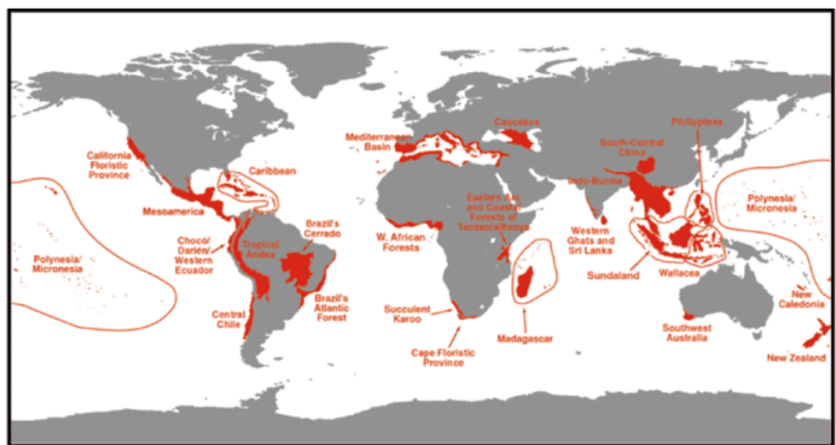 California
Floristic
Province
Caribbean
Mesoamerica
Polynesia/
Micronesia
Chocó/
Darién/
Western
Ecuador
Tropical
Andes
Brazil's
Cerrado
Brazil's
Atlantic
Forest
Central
Chile
Mediterranean
Basin
Caucasus
W. African
Forests
Eastern Arc
and Coastal
Forests of
Tanzania/Kenya
Succulent
Karoo
Cape Floristic
Province
Madagascar
South-Central
China
Philippines
Indo-Burma
Western
Ghats and
Sri Lanka
Sundaland
Wallacea
Polynesia/
Micronesia
New
Caledonia
Southwest
Australia
New Zealand